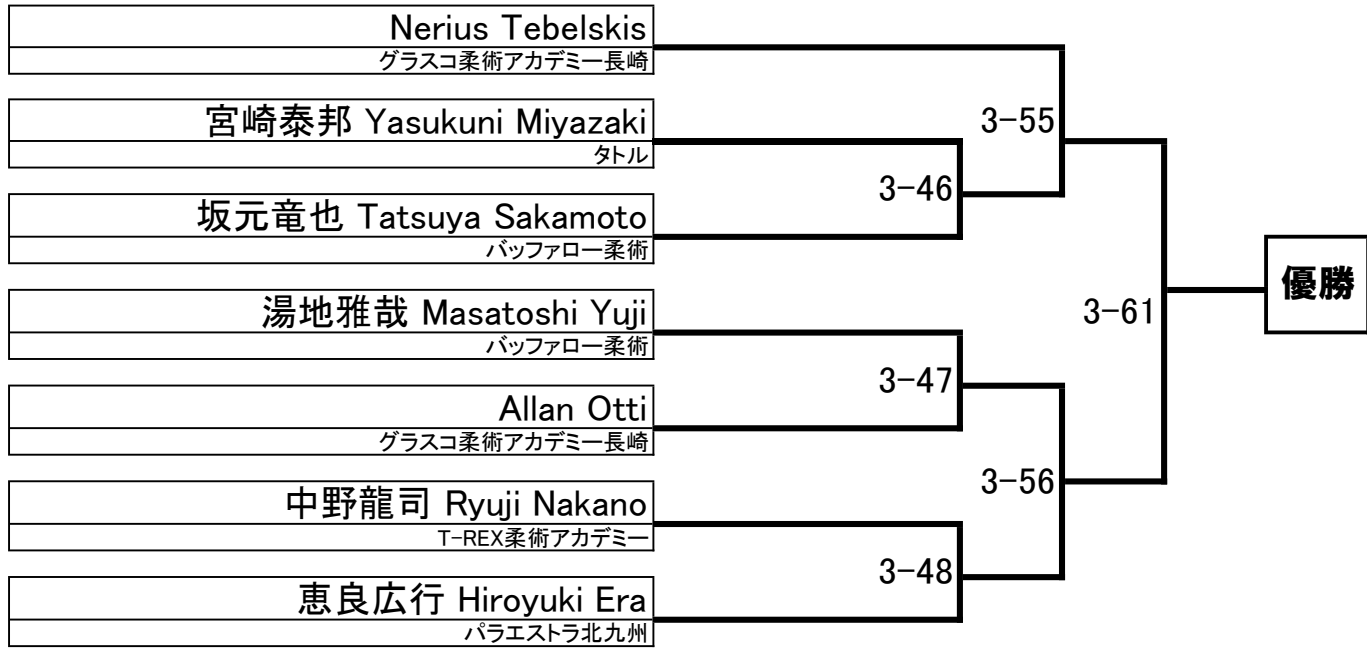 Nerius Tebelskis
グラスコ柔術アカデミー長崎
宮崎泰邦 Yasukuni Miyazaki
タトル
坂元竜也 Tatsuya Sakamoto
バッファロー柔術
湯地雅哉 Masatoshi Yuji
バッファロー柔術
Allan Otti
グラスコ柔術アカデミー長崎
中野龍司 Ryuji Nakano
T-REX柔術アカデミー
恵良広行 Hiroyuki Era
パラエストラ北九州
3-46
3-47
3-48
3-55
3-56
3-61
優勝